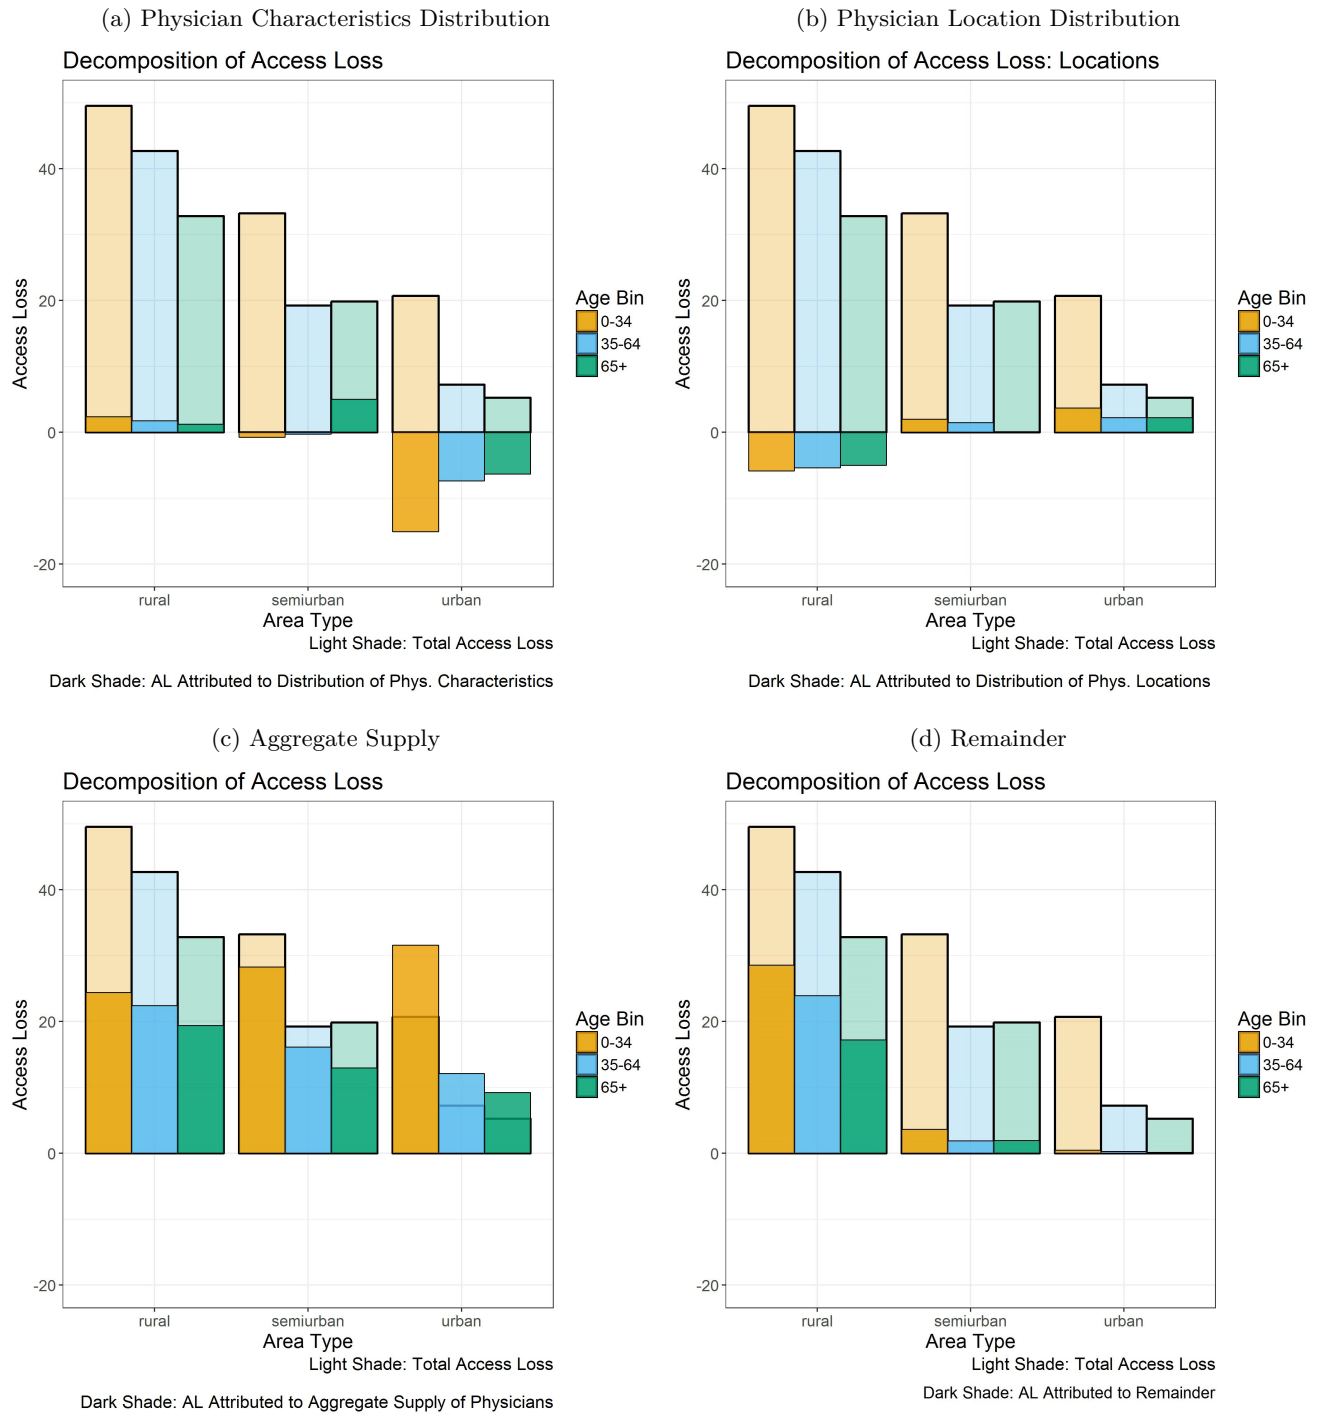 (a) Physician Characteristics Distribution
Decomposition of Access Loss
Access Loss
40
20
0
-20
rural
semiurban
urban
Area Type
Age Bin
0-34
35-64
65+
Light Shade: Total Access Loss
Dark Shade: AL Attributed to Distribution of Phys. Characteristics
(b) Physician Location Distribution
Decomposition of Access Loss: Locations
Access Loss
40
20
0
-20
rural
semiurban
urban
Area Type
Age Bin
0-34
35-64
65+
Light Shade: Total Access Loss
Dark Shade: AL Attributed to Distribution of Phys. Locations
(c) Aggregate Supply
Decomposition of Access Loss
Access Loss
40
20
0
-20
rural
semiurban
urban
Area Type
Age Bin
0-34
35-64
65+
Light Shade: Total Access Loss
Dark Shade: AL Attributed to Aggregate Supply of Physicians
(d) Remainder
Decomposition of Access Loss
Access Loss
40
20
0
-20
rural
semiurban
urban
Area Type
Age Bin
0-34
35-64
65+
Light Shade: Total Access Loss
Dark Shade: AL Attributed to Remainder